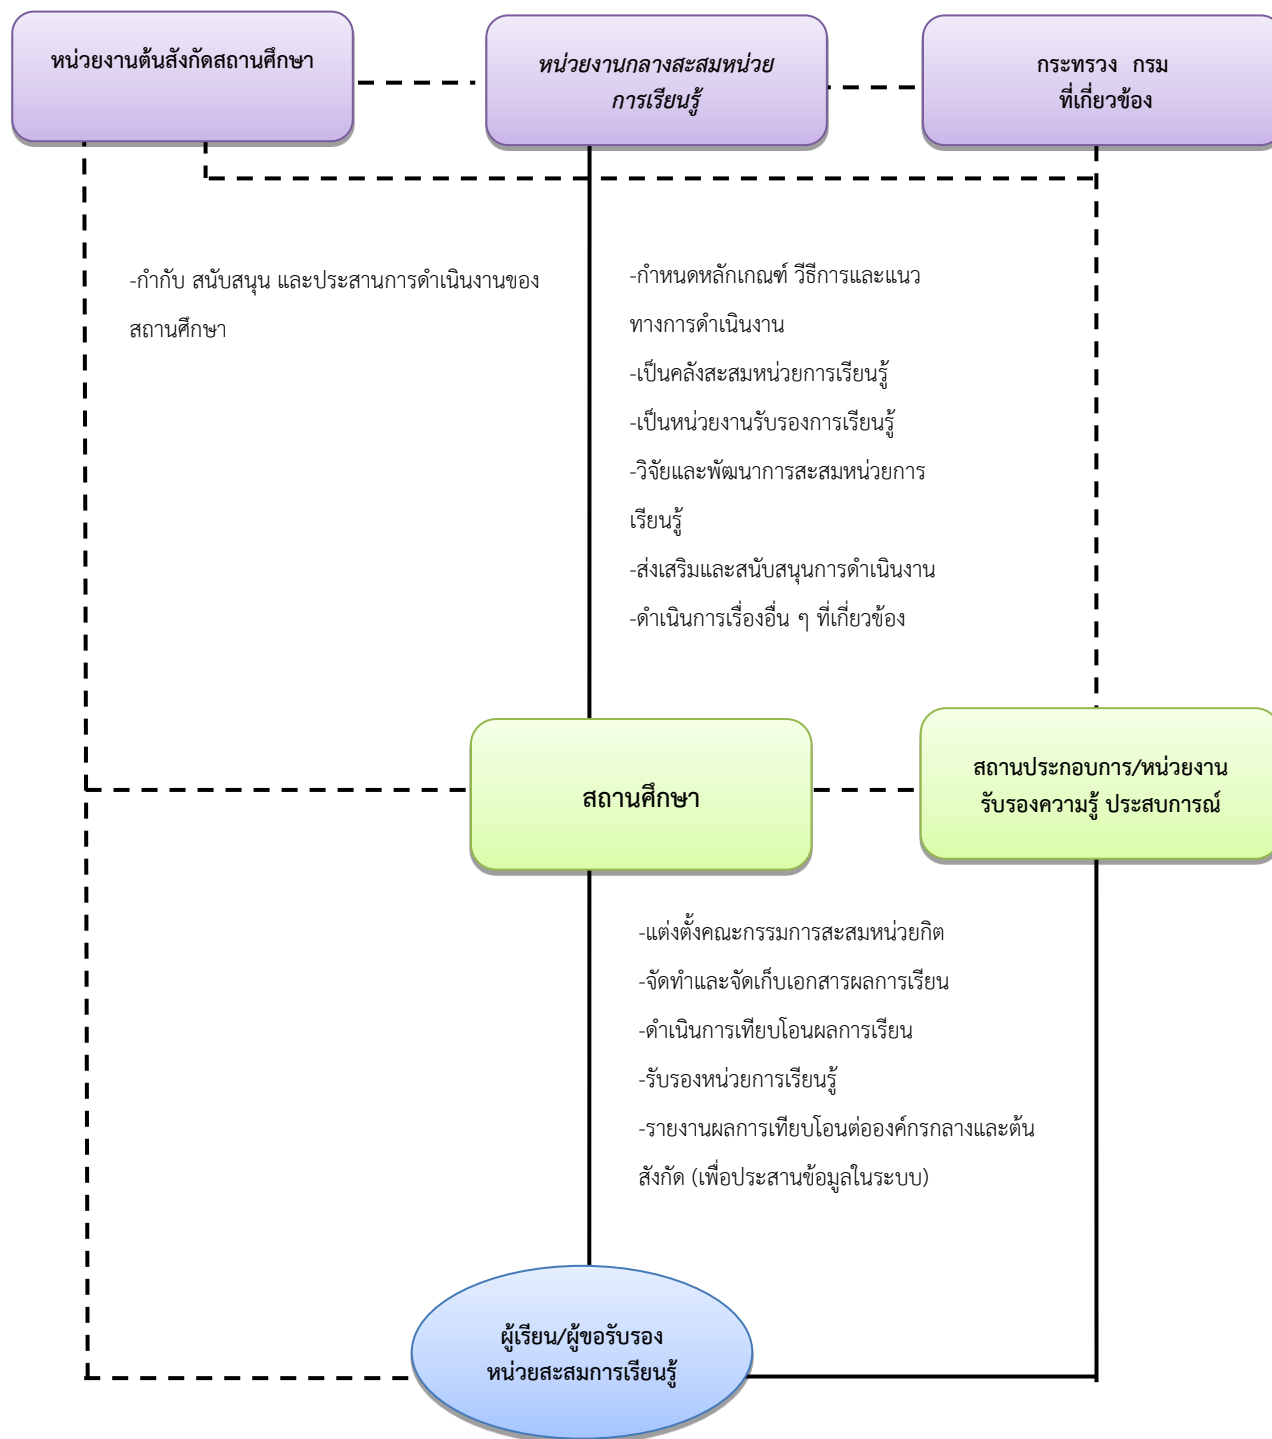 หน่วยงานต้นสังกัดสถานศึกษา
หน่วยงานกลางสะสมหน่วย
การเรียนรู้
กระทรวง กรม
ที่เกี่ยวข้อง
-กำกับ สนับสนุน และประสานการดำเนินงานของ
สถานศึกษา
-กำหนดหลักเกณฑ์ วีธีการและแนว
ทางการดำเนินงาน
-เป็นคลังสะสมหน่วยการเรียนรู้
-เป็นหน่วยงานรับรองการเรียนรู้
-วิจัยและพัฒนาการสะสมหน่วยการ
เรียนรู้
-ส่งเสริมและสนับสนุนการดำเนินงาน
-ดำเนินการเรื่องอื่น ๆ ที่เกี่ยวข้อง
สถานศึกษา
สถานประกอบการ/หน่วยงาน
รับรองความรู้ ประสบการณ์
-แต่งตั้งคณะกรรมการสะสมหน่วยกิต
-จัดทำและจัดเก็บเอกสารผลการเรียน
-ดำเนินการเทียบโอนผลการเรียน
-รับรองหน่วยการเรียนรู้
-รายงานผลการเทียบโอนต่อองค์กรกลางและต้น
สังกัด (เพื่อประสานข้อมูลในระบบ)
ผู้เรียน/ผู้ขอรับรอง
หน่วยสะสมการเรียนรู้